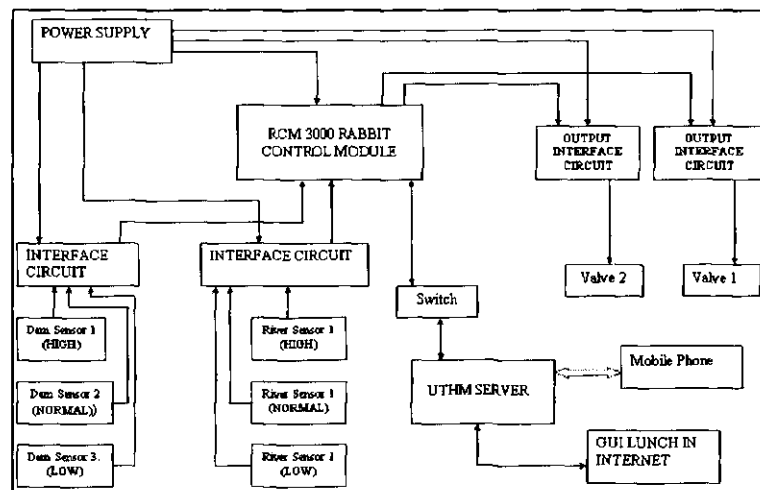 POWER SUPPLY
RCM 3000 RABBIT
CONTROL MODULE
OUTPUT
INTERFACE
CIRCUIT
OUTPUT
INTERFACE
CIRCUIT
INTERFACE
CIRCUIT
INTERFACE CIRCUIT
Valve 2
Valve 1
Switch
Dam Sensor 1
(HIGH)
River Sensor 1
(HIGH)
Dam Sensor 2
(NORMAL))
River Sensor 1
(NORMAL)
UTHM SERVER
Mobile Phone
Dam Sensor 3.
(LOW)
River Sensor 1
(LOW)
GUI LUNCH IN
INTERNET